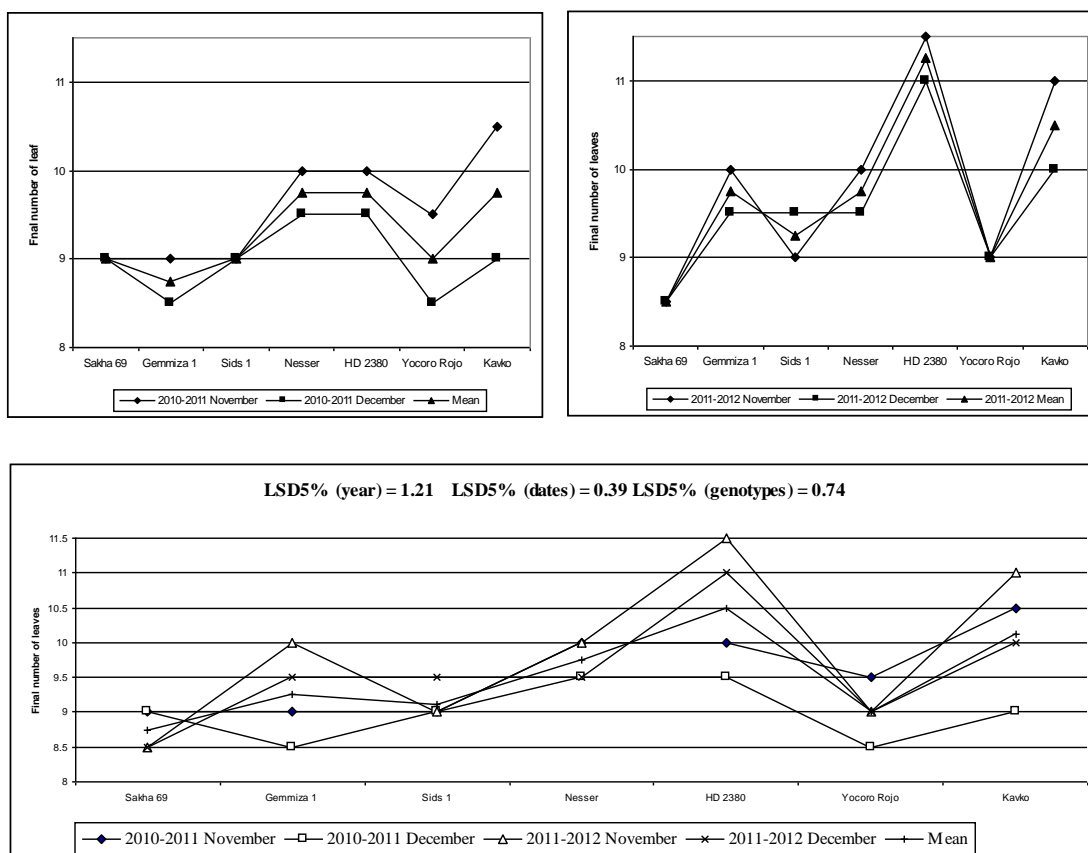 11
10
9
8
Fnal number of leaf
Sakha 69 Gemmiza 1 Sids 1 Nesser HD 2380 Yocoro Rojo Kavko
2010-2011 November 2010-2011 December Mean
11
10
9
8
Final number of leaves
Sakha 69 Gemmiza 1 Sids 1 Nesser HD 2380 Yocoro Rojo Kavko
2011-2012 November 2011-2012 December 2011-2012 Mean
LSD5% (year) = 1.21 LSD5% (dates) = 0.39 LSD5% (genotypes) = 0.74
11.5
11
10.5
10
9.5
9
8.5
8
Final number of leaves
Sakha 69 Gemmiza 1 Sids 1 Nesser HD 2380 Yocoro Rojo Kavko
2010-2011 November 2010-2011 December 2011-2012 November 2011-2012 December Mean